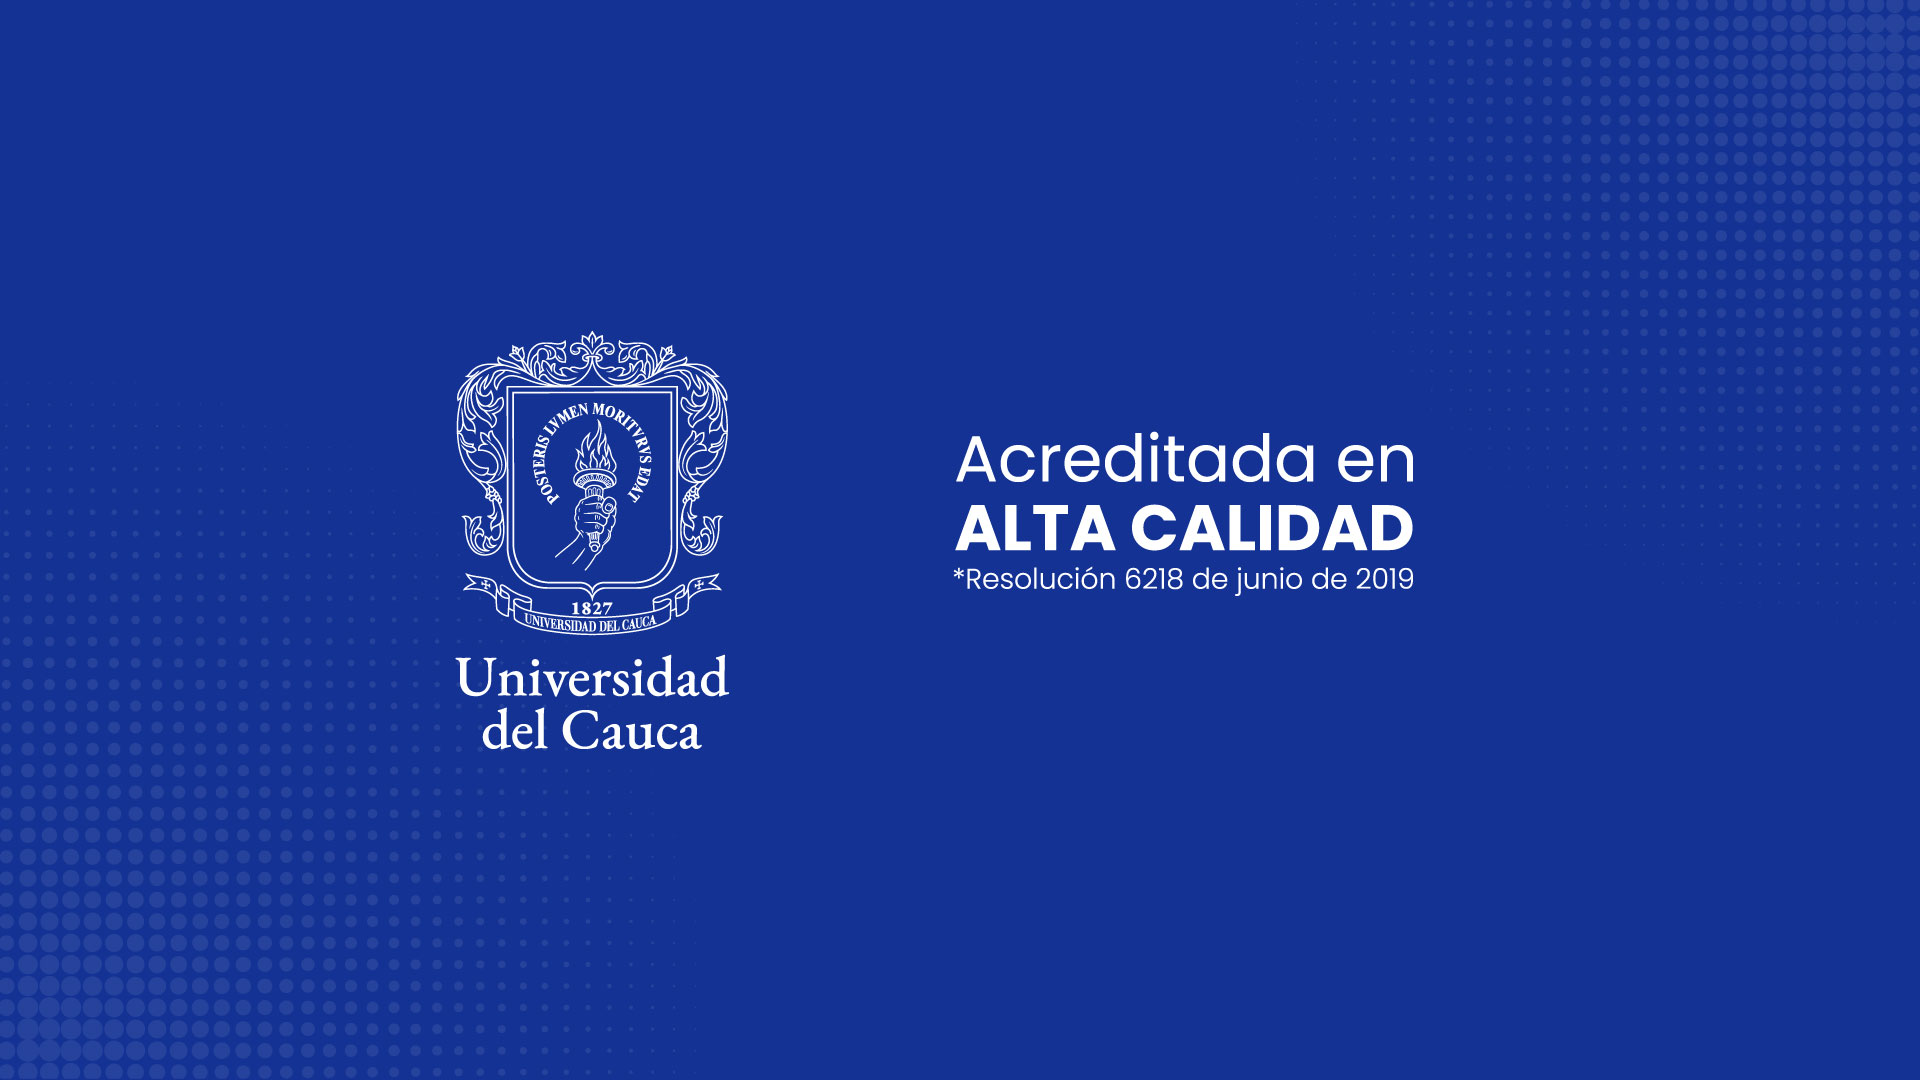 POSTERIS LVMEN MORITVRVS EDAT
1827
UNIVERSIDAD DEL CAUCA
Universidad
del Cauca
Acreditada en
ALTA CALIDAD
*Resolución 6218 de junio de 2019